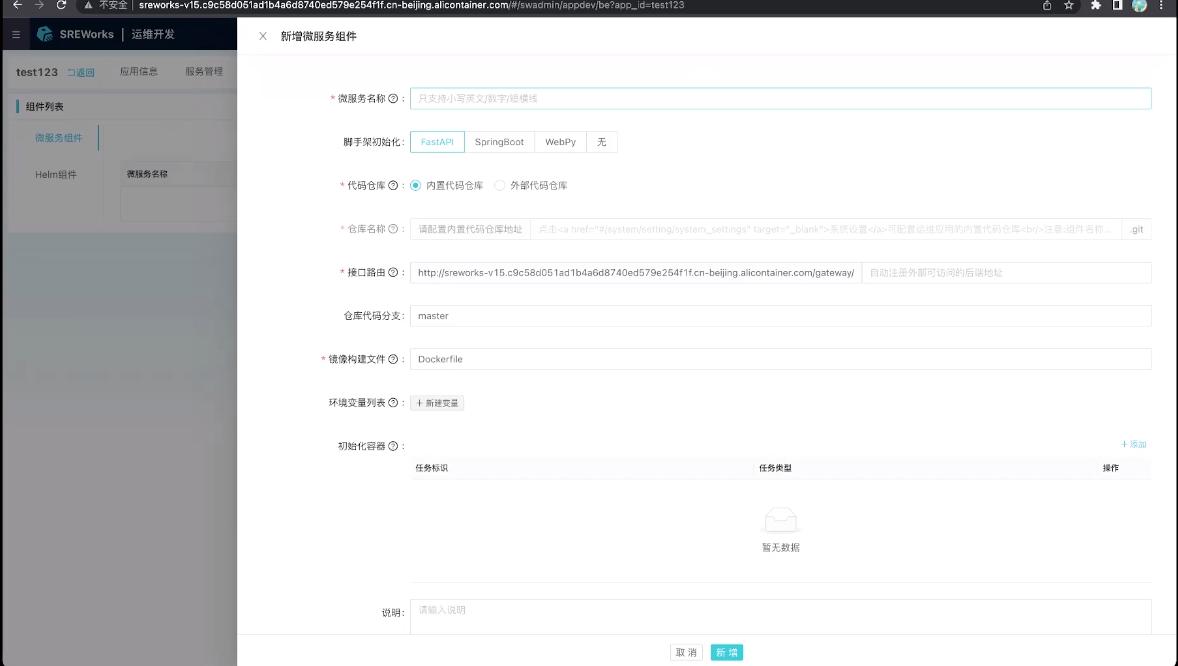 不安全 sreworks-v15.c9c58d051ad1b4a6d8740ed579e254f1f.cn-beijing.alicontainer.com/#/swadmin/appdev/be?app_id=test123
SREWorks | 运维开发
新增微服务组件
test123 返回 应用信息 服务管理
组件列表
微服务组件
Helm组件
微服务名称
* 微服务名称 : 只支持小写英文/数字/短横线
脚手架初始化: FastAPI SpringBoot WebPy 无
* 代码仓库 : 内置代码仓库 外部代码仓库
* 仓库名称 : 请配置内置代码仓库地址 点击<a href="#/system/setting/system_settings" target="_blank">系统设置</a>可配置运维应用的内置代码仓库<br/>注意:组件名称... .git
* 接口路由 : http://sreworks-v15.c9c58d051ad1b4a6d8740ed579e254f1f.cn-beijing.alicontainer.com/gateway/ 自动注册外部可访问的后端地址
仓库代码分支: master
* 镜像构建文件 : Dockerfile
环境变量列表 : + 新建变量
初始化容器 : + 添加
任务标识 任务类型 操作
暂无数据
说明: 请输入说明
取 消 新 增